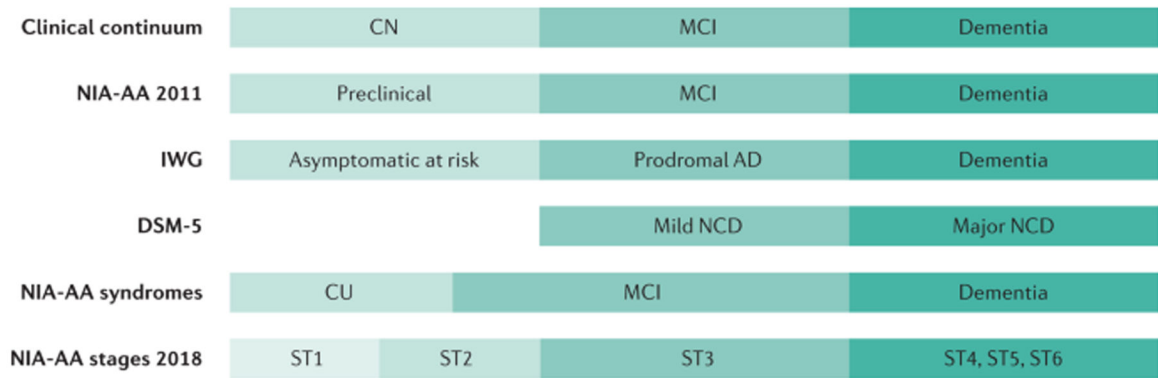 Clinical continuum CN MCI Dementia
NIA-AA 2011 Preclinical MCI Dementia
IWG Asymptomatic at risk Prodromal AD Dementia
DSM-5 Mild NCD Major NCD
NIA-AA syndromes CU MCI Dementia
NIA-AA stages 2018 ST1 ST2 ST3 ST4, ST5, ST6